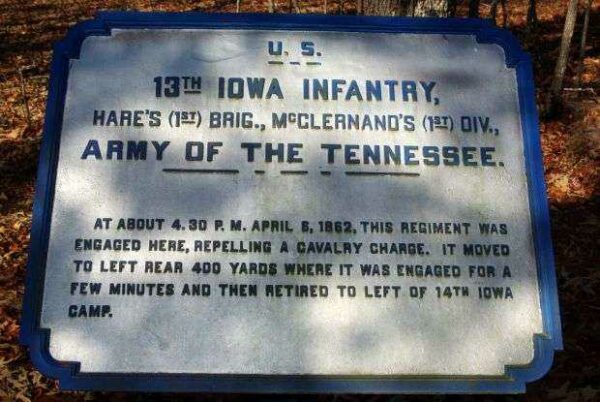 U. S.
13TH IOWA INFANTRY,
HARE'S (1ST) BRIG., McCLERNAND'S (1ST) DIV.,
ARMY OF THE TENNESSEE.
AT ABOUT 4.30 P. M. APRIL 6, 1862, THIS REGIMENT WAS
ENGAGED HERE, REPELLING A CAVALRY CHARGE. IT MOVED
TO LEFT REAR 400 YARDS WHERE IT WAS ENGAGED FOR A
FEW MINUTES AND THEN RETIRED TO LEFT OF 14TH IOWA
CAMP.